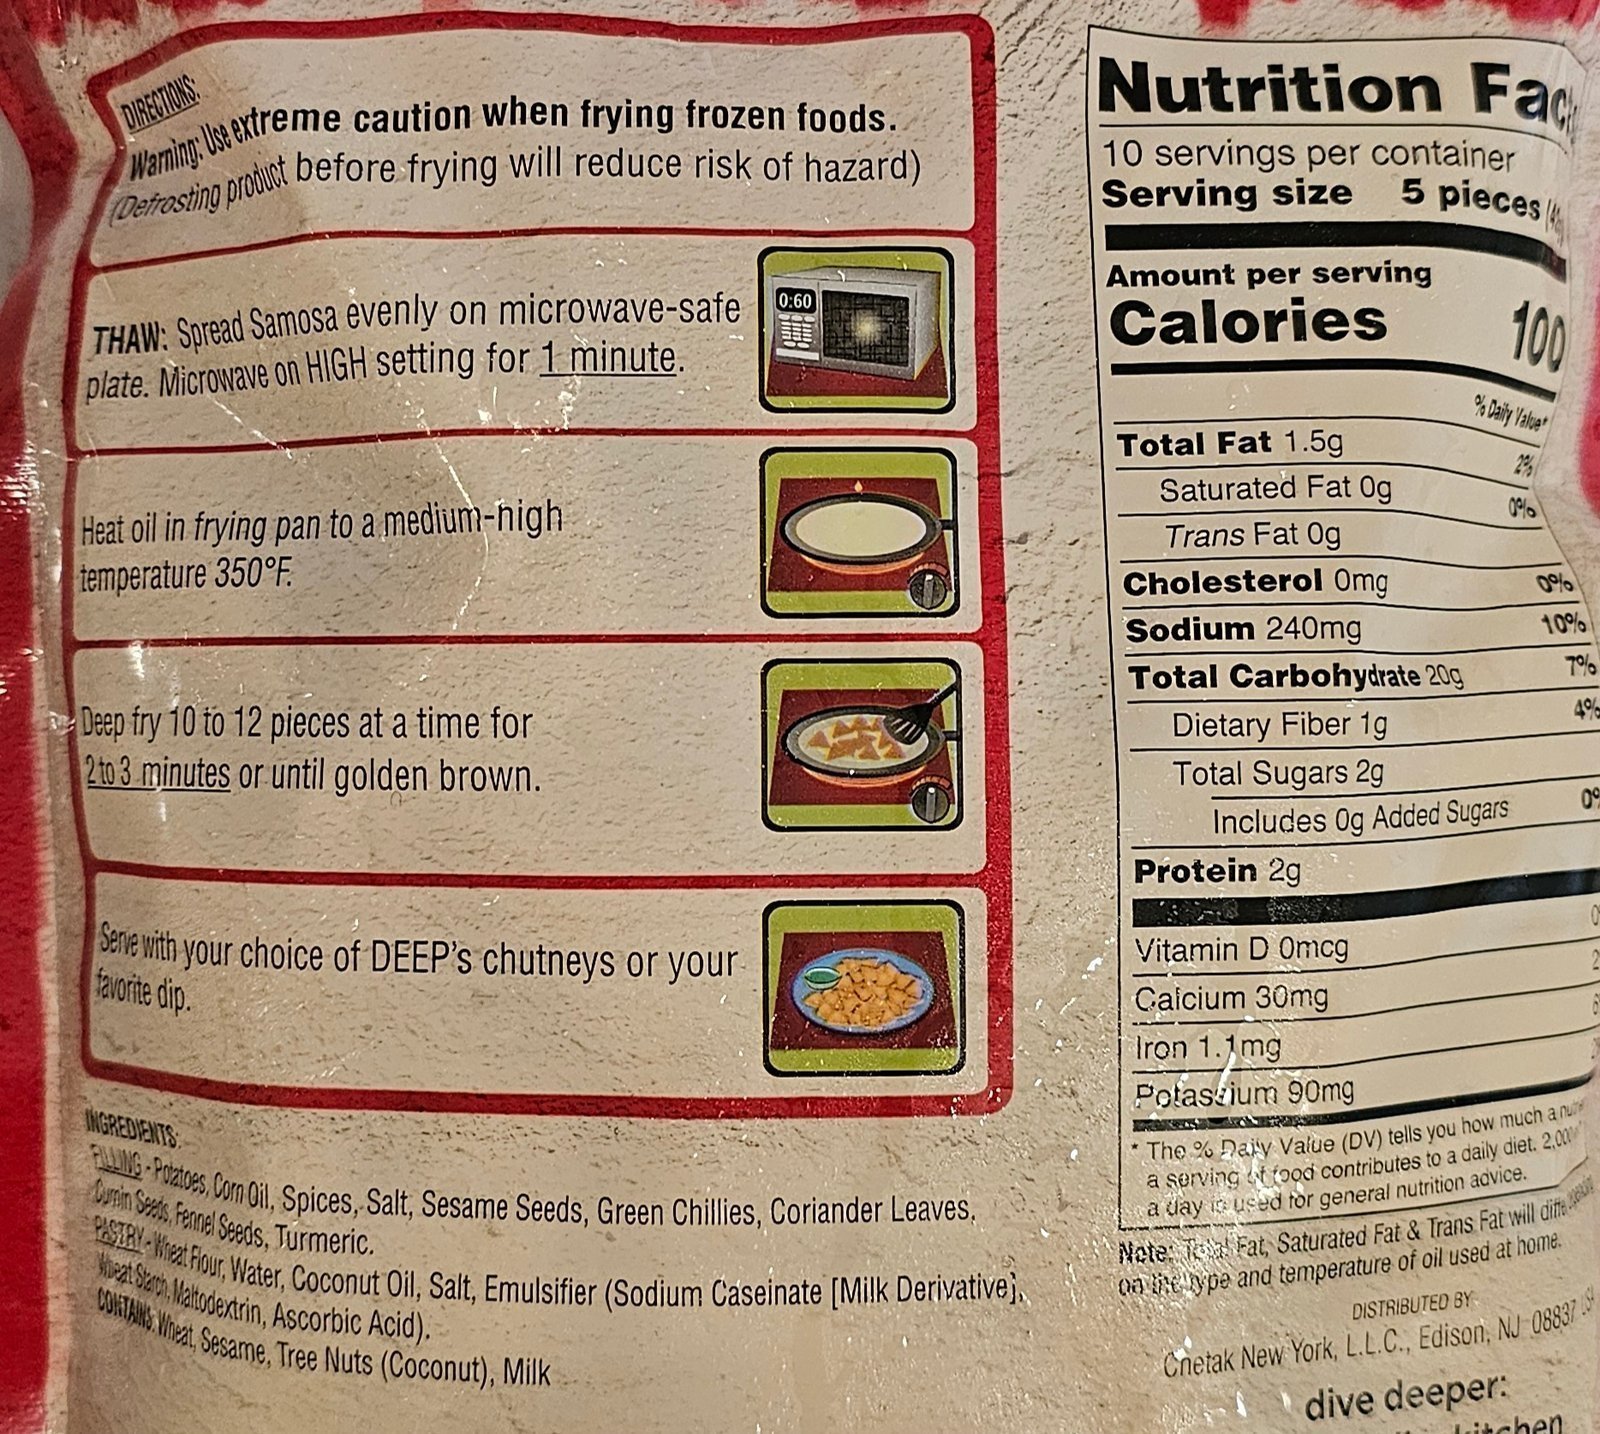 DIRECTIONS:
Warning: Use extreme caution when frying frozen foods.
(Defrosting product before frying will reduce risk of hazard)
THAW: Spread Samosa evenly on microwave-safe
plate. Microwave on HIGH setting for 1 minute.
0:60
Heat oil in frying pan to a medium-high
temperature 350°F.
Deep fry 10 to 12 pieces at a time for
2 to 3 minutes or until golden brown.
Serve with your choice of DEEP's chutneys or your
favorite dip.
INGREDIENTS:
FILLING - Potatoes, Corn Oil, Spices, Salt, Sesame Seeds, Green Chillies, Coriander Leaves,
Cumin Seeds, Fennel Seeds, Turmeric.
PASTRY - Wheat Flour, Water, Coconut Oil, Salt, Emulsifier (Sodium Caseinate [Milk Derivative],
Wheat Starch, Maltodextrin, Ascorbic Acid).
CONTAINS: Wheat, Sesame, Tree Nuts (Coconut), Milk
Nutrition Fac
10 servings per container
Serving size 5 pieces
Amount per serving
Calories 100
% Daily Value*
Total Fat 1.5g 2%
Saturated Fat 0g 0%
Trans Fat 0g
Cholesterol 0mg 0%
Sodium 240mg 10%
Total Carbohydrate 20g 7%
Dietary Fiber 1g 4%
Total Sugars 2g
Includes 0g Added Sugars 0%
Protein 2g
Vitamin D 0mcg
Calcium 30mg
Iron 1.1mg
Potassium 90mg
* The % Daily Value (DV) tells you how much a
a serving of food contributes to a daily diet. 2,00
a day is used for general nutrition advice.
Note: Total Fat, Saturated Fat & Trans Fat will
on the type and temperature of oil used at home.
DISTRIBUTED BY
Chetak New York, L.L.C., Edison, NJ 08837
dive deeper:
kitchen